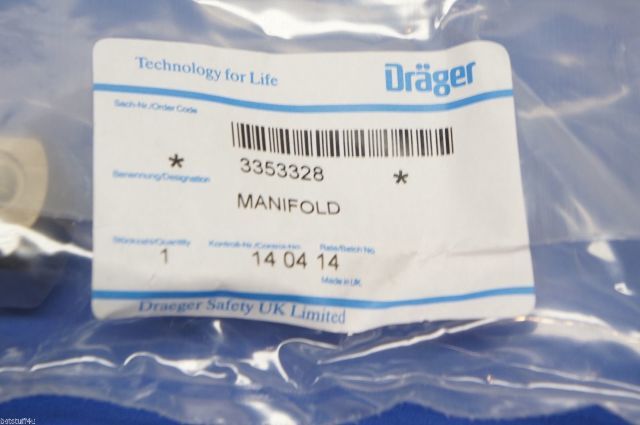 Technology for Life
Dräger
Sach-Nr./Order Code
* 3353328 *
Benennung/Designation
MANIFOLD
Stückzahl/Quantity Kontroll-Nr./Control-No. Rate/Batch No
1 14 04 14
Made in UK
Draeger Safety UK Limited
batstuff4u